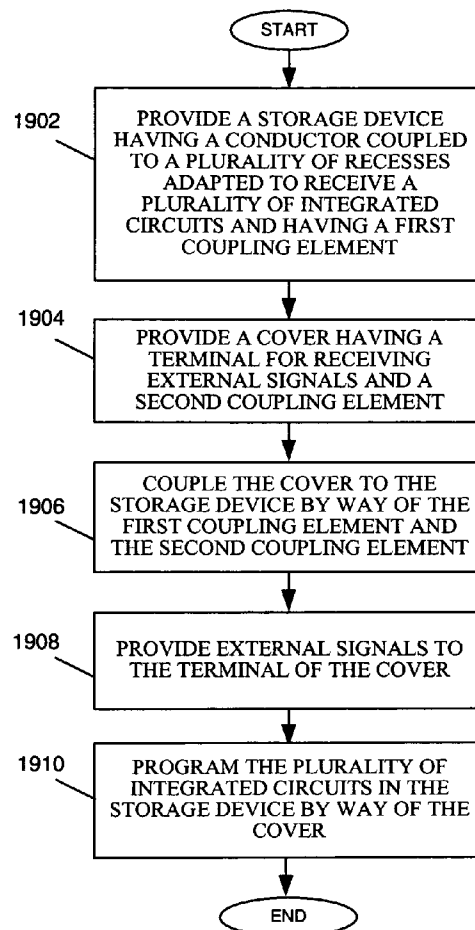 START
1902
PROVIDE A STORAGE DEVICE
HAVING A CONDUCTOR COUPLED
TO A PLURALITY OF RECESSES
ADAPTED TO RECEIVE A
PLURALITY OF INTEGRATED
CIRCUITS AND HAVING A FIRST
COUPLING ELEMENT
1904
PROVIDE A COVER HAVING A
TERMINAL FOR RECEIVING
EXTERNAL SIGNALS AND A
SECOND COUPLING ELEMENT
1906
COUPLE THE COVER TO THE
STORAGE DEVICE BY WAY OF THE
FIRST COUPLING ELEMENT AND
THE SECOND COUPLING ELEMENT
1908
PROVIDE EXTERNAL SIGNALS TO
THE TERMINAL OF THE COVER
1910
PROGRAM THE PLURALITY OF
INTEGRATED CIRCUITS IN THE
STORAGE DEVICE BY WAY OF THE
COVER
END